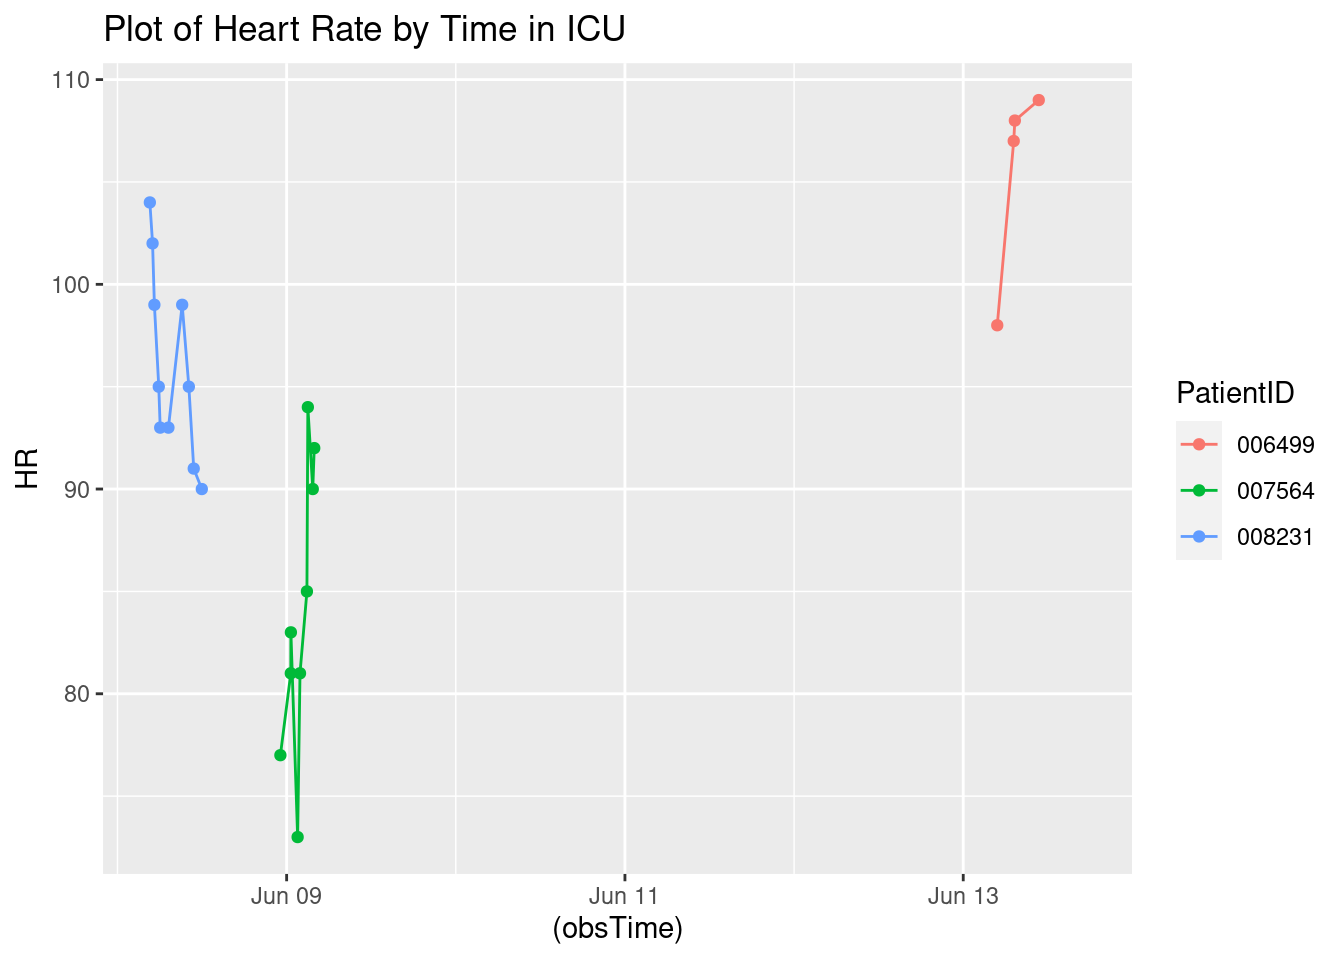 Plot of Heart Rate by Time in ICU
110
100
90
80
HR
Jun 09
Jun 11
Jun 13
(obsTime)
PatientID
006499
007564
008231